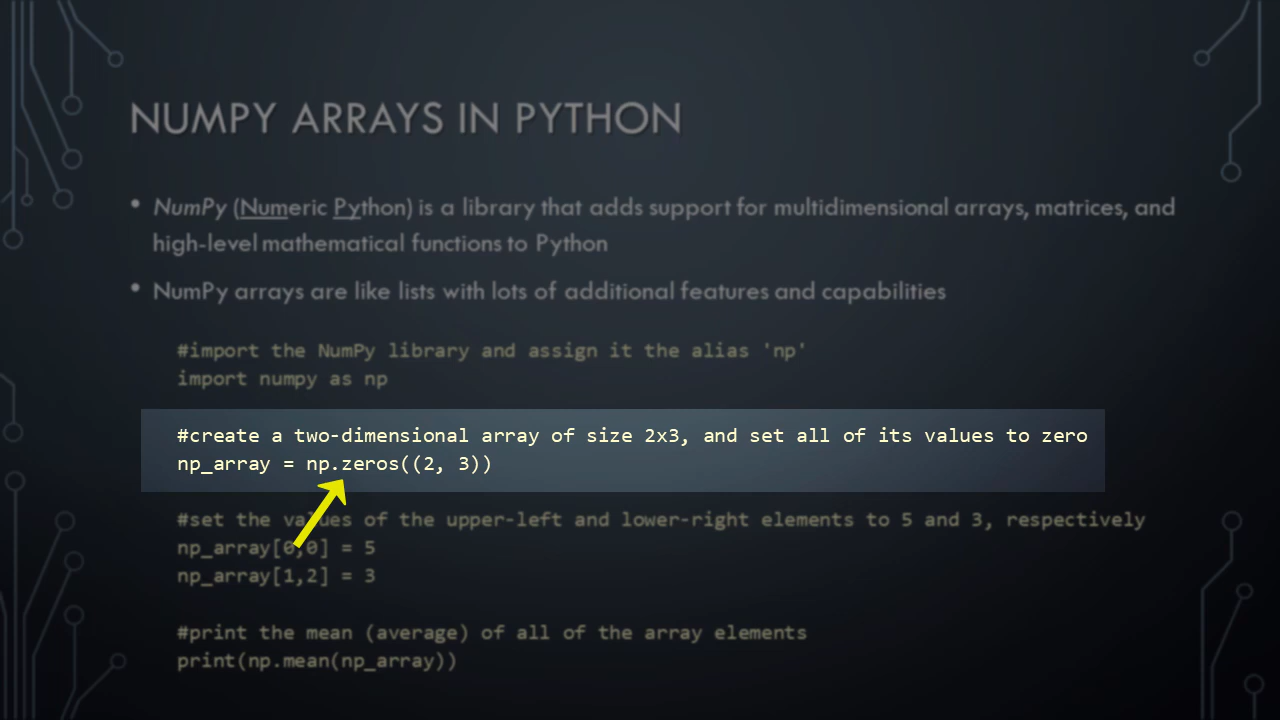 NUMPY ARRAYS IN PYTHON
• NumPy (Numeric Python) is a library that adds support for multidimensional arrays, matrices, and
high-level mathematical functions to Python
• NumPy arrays are like lists with lots of additional features and capabilities
#import the NumPy library and assign it the alias 'np'
import numpy as np
#create a two-dimensional array of size 2x3, and set all of its values to zero
np_array = np.zeros((2, 3))
#set the values of the upper-left and lower-right elements to 5 and 3, respectively
np_array[0,0] = 5
np_array[1,2] = 3
#print the mean (average) of all of the array elements
print(np.mean(np_array))